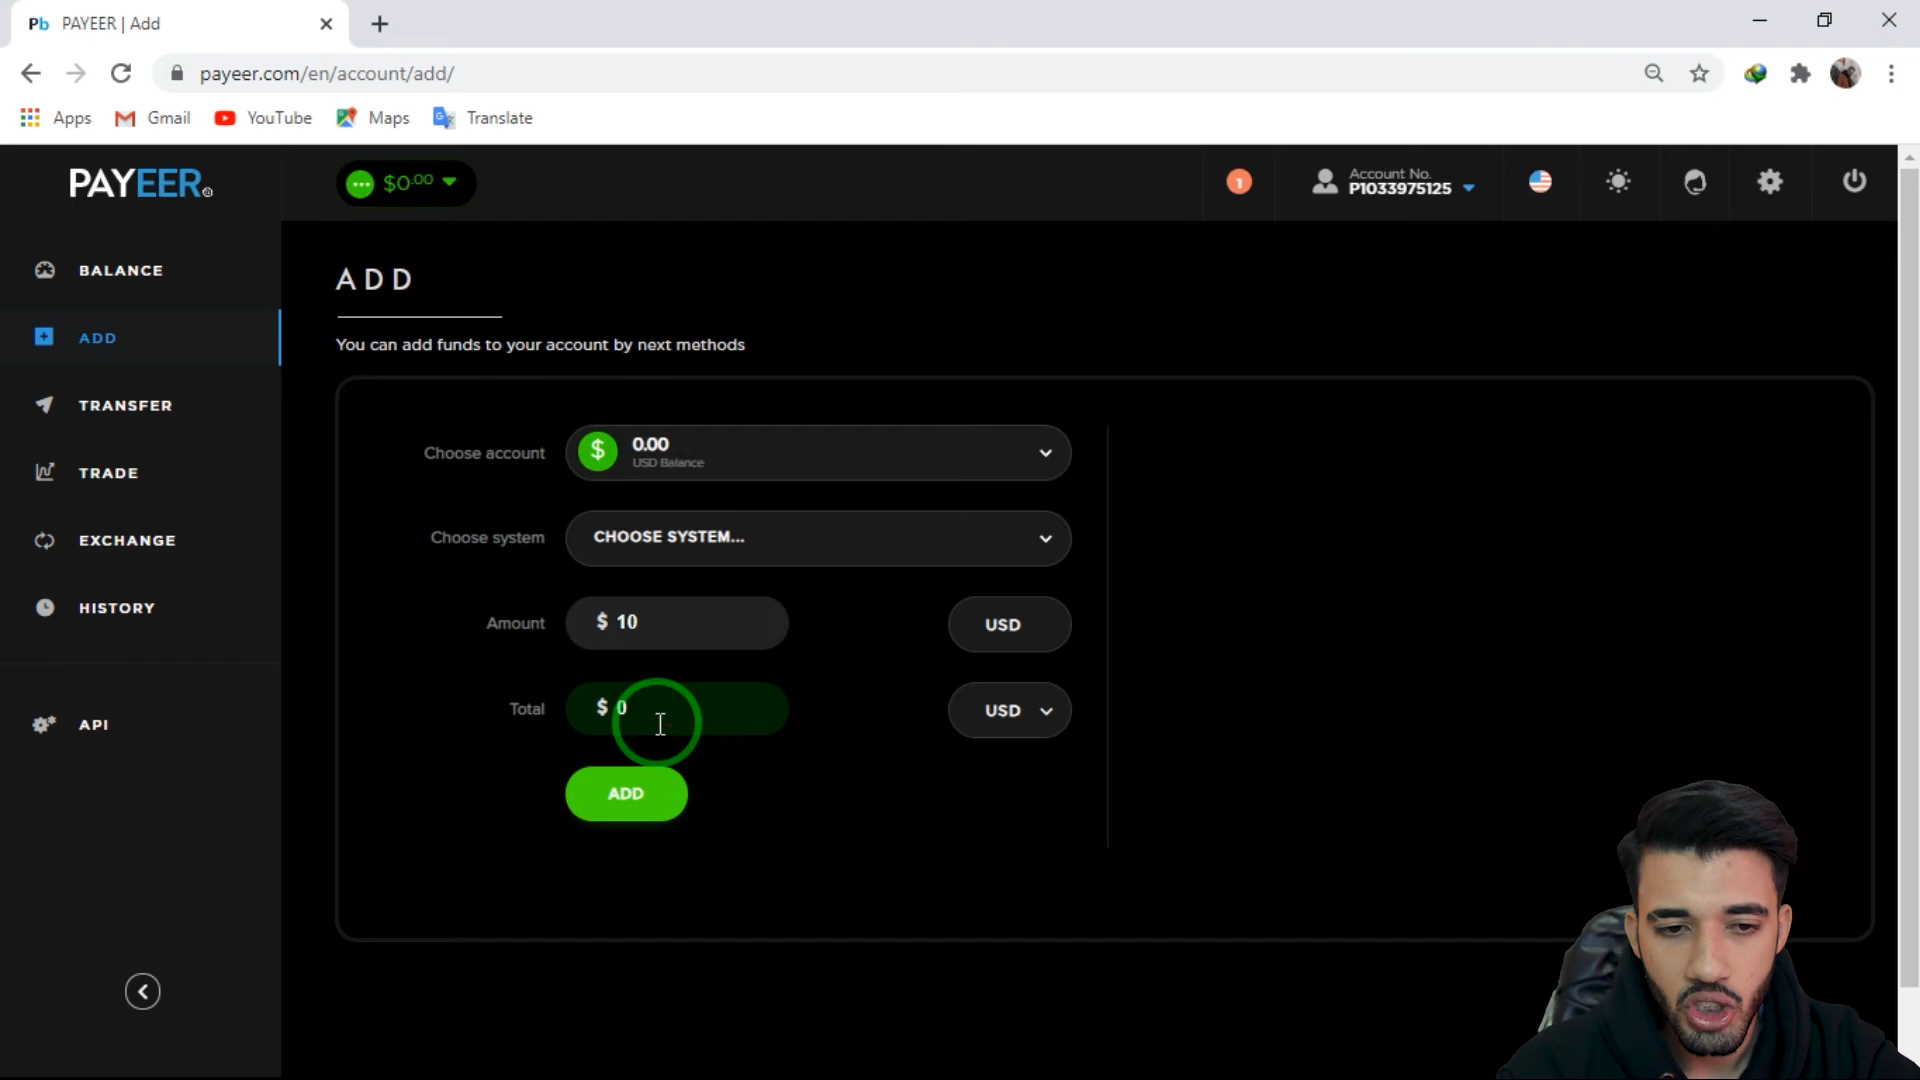 Pb PAYEER | Add
payeer.com/en/account/add/
Apps Gmail YouTube Maps Translate
PAYEER®
$0.00
1
Account No.
P1033975125
BALANCE
ADD
TRANSFER
TRADE
EXCHANGE
HISTORY
API
ADD
You can add funds to your account by next methods
Choose account
$ 0.00
USD Balance
Choose system CHOOSE SYSTEM...
Amount $ 10 USD
Total $ 0 USD
ADD